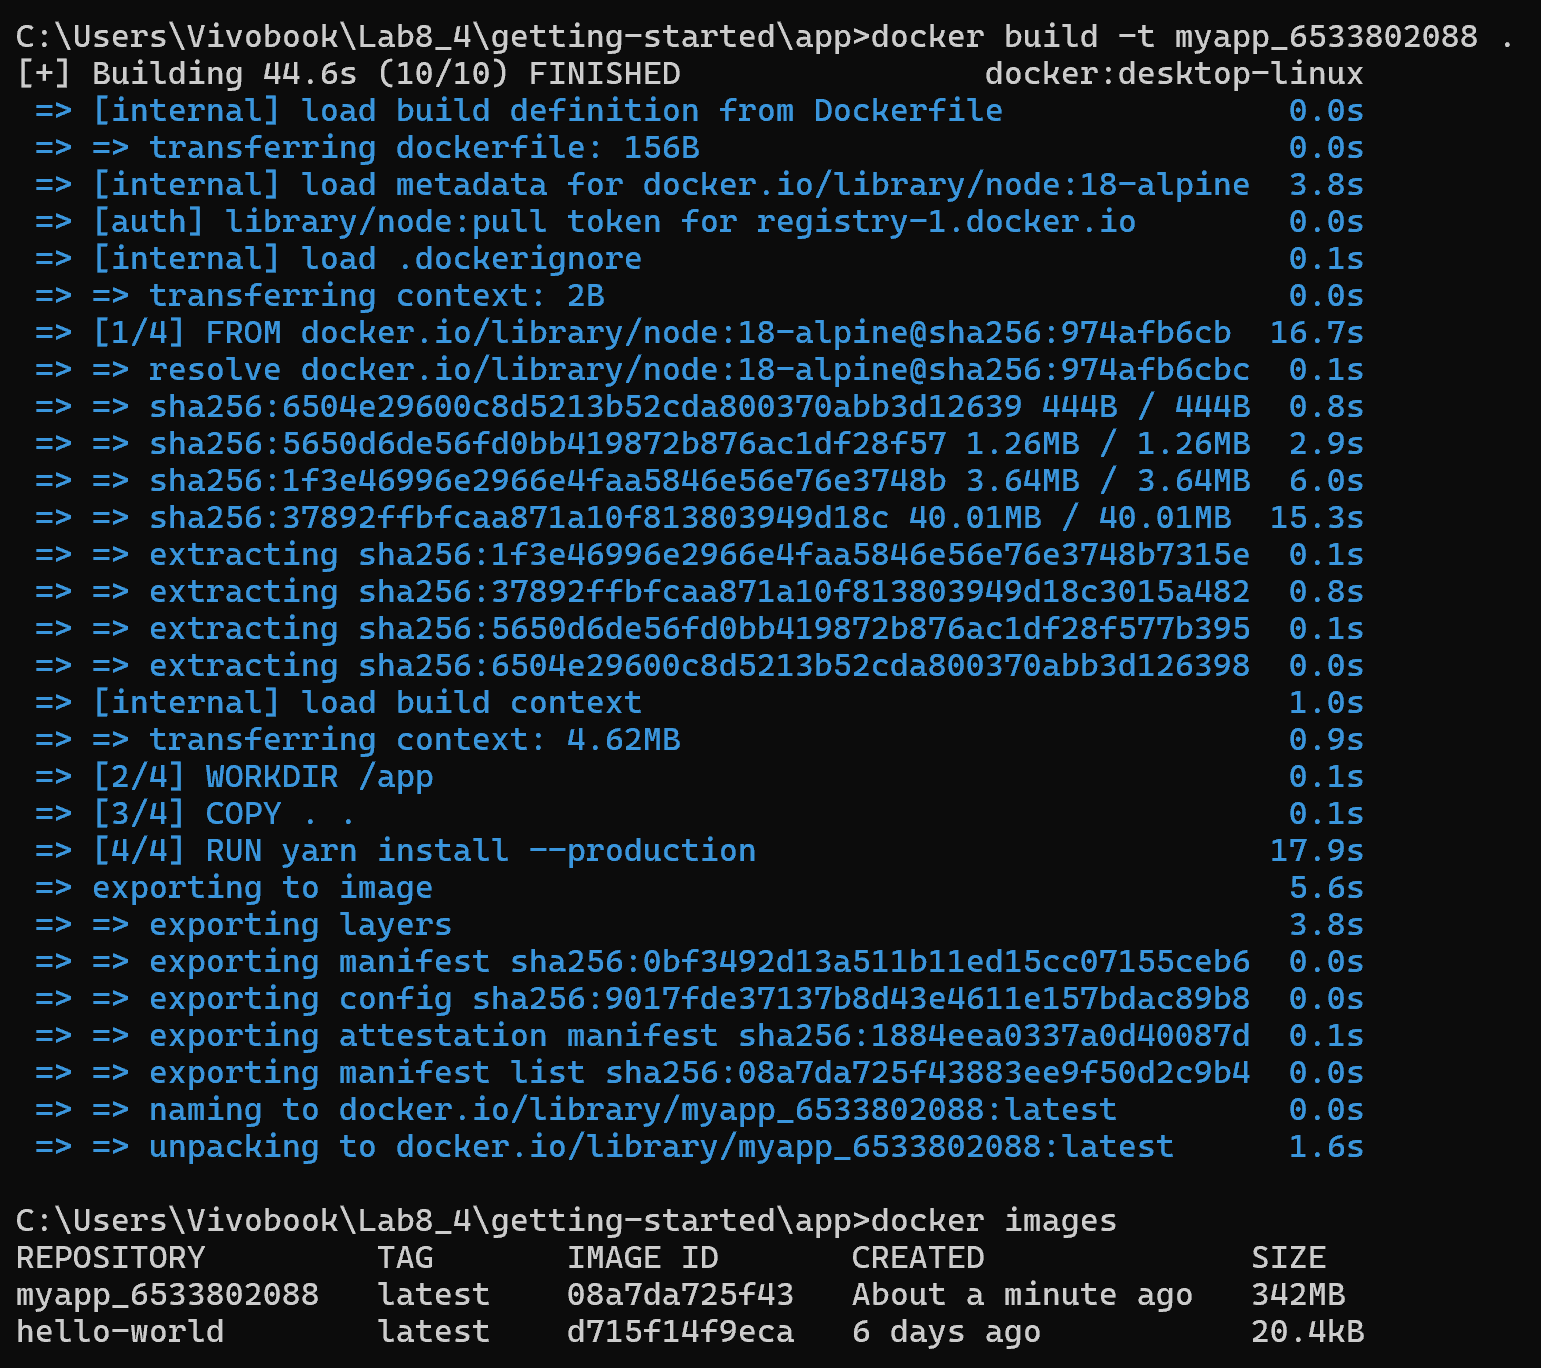 C:\Users\Vivobook\Lab8_4\getting-started\app>docker build -t myapp_6533802088 .
[+] Building 44.6s (10/10) FINISHED docker:desktop-linux
=> [internal] load build definition from Dockerfile 0.0s
=> => transferring dockerfile: 156B 0.0s
=> [internal] load metadata for docker.io/library/node:18-alpine 3.8s
=> [auth] library/node:pull token for registry-1.docker.io 0.0s
=> [internal] load .dockerignore 0.1s
=> => transferring context: 2B 0.0s
=> [1/4] FROM docker.io/library/node:18-alpine@sha256:974afb6cb 16.7s
=> => resolve docker.io/library/node:18-alpine@sha256:974afb6cbc 0.1s
=> => sha256:6504e29600c8d5213b52cda800370abb3d12639 444B / 444B 0.8s
=> => sha256:5650d6de56fd0bb419872b876ac1df28f57 1.26MB / 1.26MB 2.9s
=> => sha256:1f3e46996e2966e4faa5846e56e76e3748b 3.64MB / 3.64MB 6.0s
=> => sha256:37892ffbfcaa871a10f813803949d18c 40.01MB / 40.01MB 15.3s
=> => extracting sha256:1f3e46996e2966e4faa5846e56e76e3748b7315e 0.1s
=> => extracting sha256:37892ffbfcaa871a10f813803949d18c3015a482 0.8s
=> => extracting sha256:5650d6de56fd0bb419872b876ac1df28f577b395 0.1s
=> => extracting sha256:6504e29600c8d5213b52cda800370abb3d126398 0.0s
=> [internal] load build context 1.0s
=> => transferring context: 4.62MB 0.9s
=> [2/4] WORKDIR /app 0.1s
=> [3/4] COPY . . 0.1s
=> [4/4] RUN yarn install --production 17.9s
=> exporting to image 5.6s
=> => exporting layers 3.8s
=> => exporting manifest sha256:0bf3492d13a511b11ed15cc07155ceb6 0.0s
=> => exporting config sha256:9017fde37137b8d43e4611e157bdac89b8 0.0s
=> => exporting attestation manifest sha256:1884eea0337a0d40087d 0.1s
=> => exporting manifest list sha256:08a7da725f43883ee9f50d2c9b4 0.0s
=> => naming to docker.io/library/myapp_6533802088:latest 0.0s
=> => unpacking to docker.io/library/myapp_6533802088:latest 1.6s
C:\Users\Vivobook\Lab8_4\getting-started\app>docker images
REPOSITORY TAG IMAGE ID CREATED SIZE
myapp_6533802088 latest 08a7da725f43 About a minute ago 342MB
hello-world latest d715f14f9eca 6 days ago 20.4kB